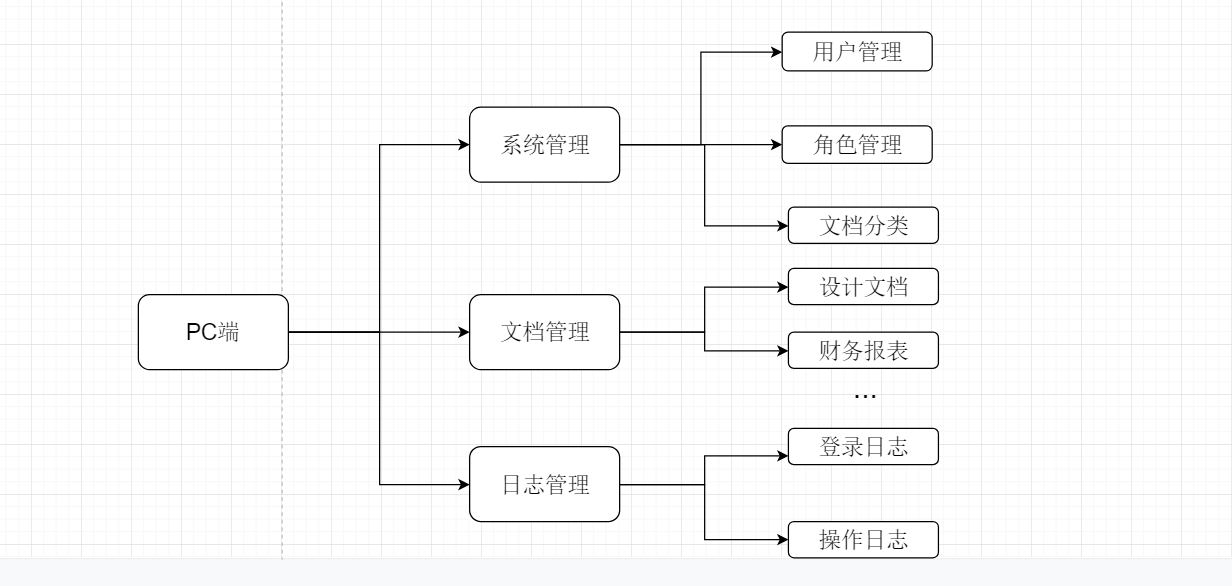 用户管理
系统管理
角色管理
文档分类
设计文档
PC端
文档管理
财务报表
...
登录日志
日志管理
操作日志